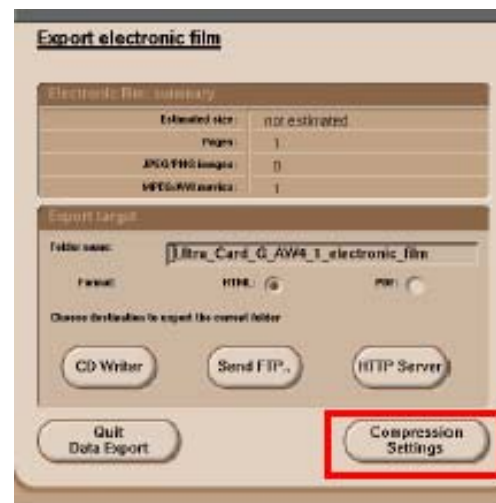 Export electronic film
Electronic film summary
Estimated size: not estimated
Pages: 1
JPEG/PNG images: 0
MPEG/AVI movies: 1
Export target
Folder name: Ultra_Card_G_AW4_1_electronic_film
Format: HTML: PDF:
Choose destination to export the current folder
CD Writer Send FTP.. HTTP Server
Quit Compression
Data Export Settings